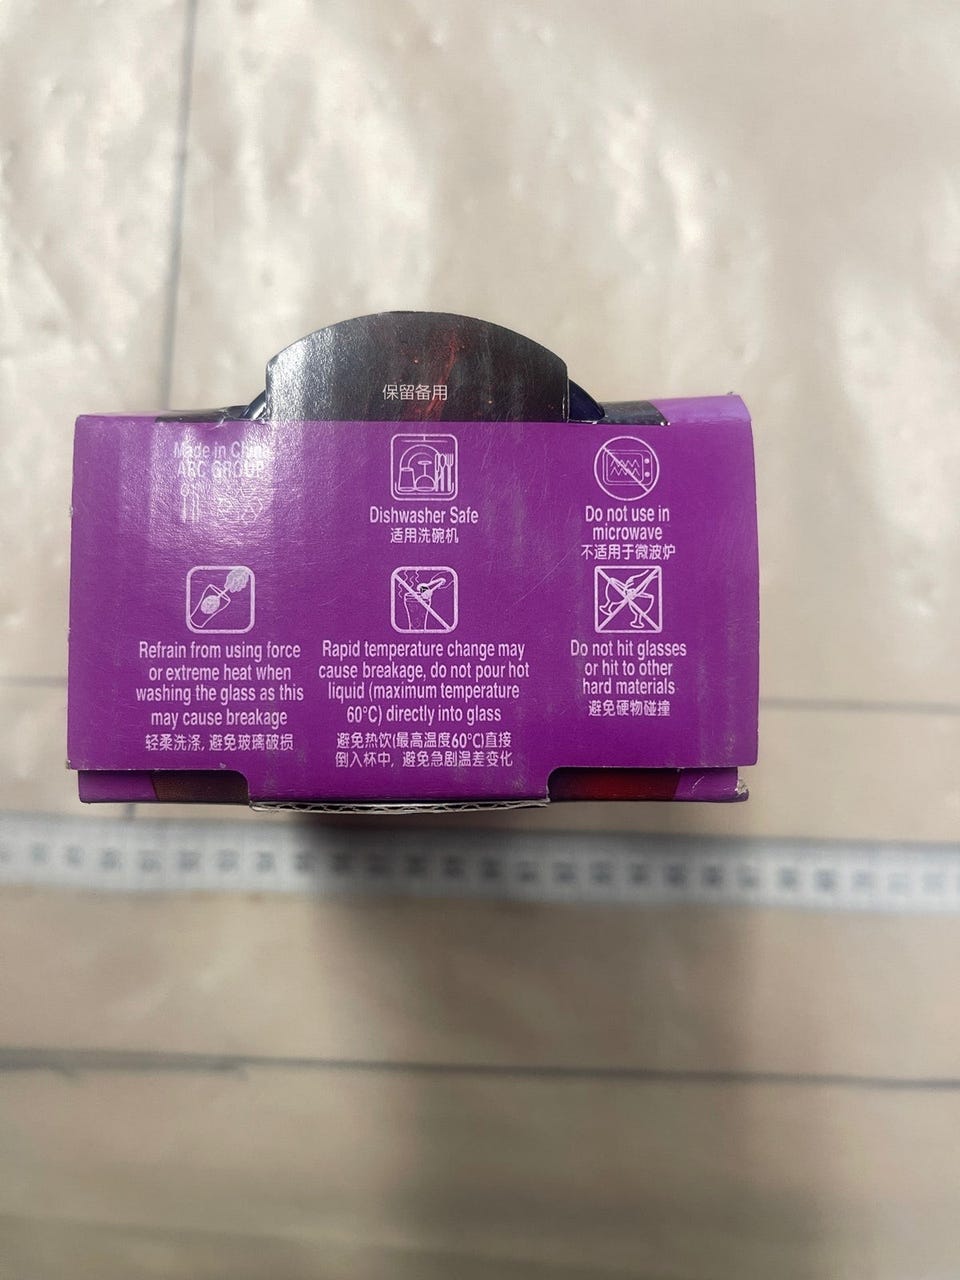 保留备用
Made in China
ARC GROUP
Dishwasher Safe
适用洗碗机
Do not use in
microwave
不适用于微波炉
Refrain from using force
or extreme heat when
washing the glass as this
may cause breakage
轻柔洗涤, 避免玻璃破损
Rapid temperature change may
cause breakage, do not pour hot
liquid (maximum temperature
60°C) directly into glass
避免热饮(最高温度60°C)直接
倒入杯中, 避免急剧温差变化
Do not hit glasses
or hit to other
hard materials
避免硬物碰撞